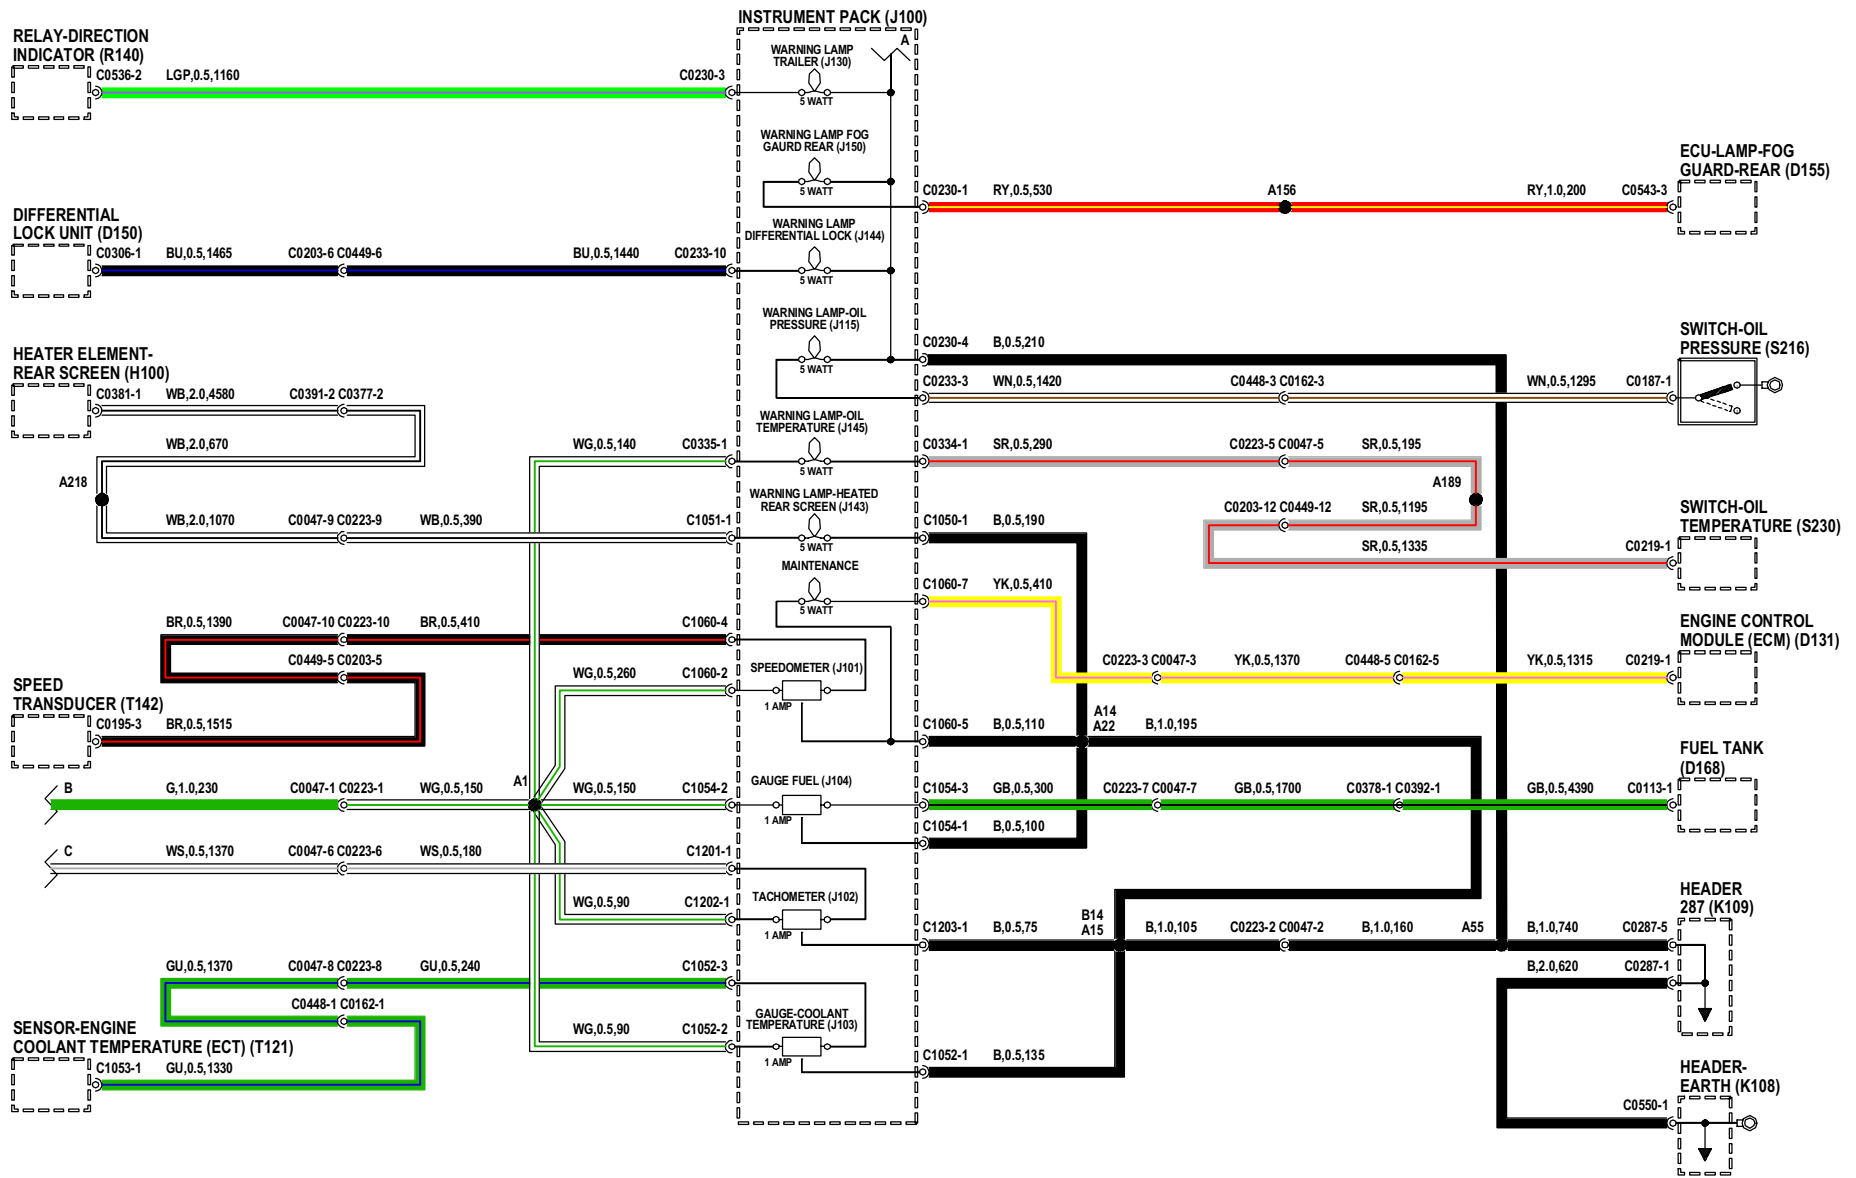 INSTRUMENT PACK (J100)
RELAY-DIRECTION
INDICATOR (R140)
C0536-2
LGP,0.5,1160
C0230-3
A
WARNING LAMP
TRAILER (J130)
5 WATT
WARNING LAMP FOG
GAURD REAR (J150)
5 WATT
C0230-1
RY,0.5,530
A156
RY,1.0,200
C0543-3
ECU-LAMP-FOG
GUARD-REAR (D155)
DIFFERENTIAL
LOCK UNIT (D150)
C0306-1
BU,0.5,1465
C0203-6 C0449-6
BU,0.5,1440
C0233-10
WARNING LAMP
DIFFERENTIAL LOCK (J144)
5 WATT
WARNING LAMP-OIL
PRESSURE (J115)
5 WATT
C0230-4
B,0.5,210
C0233-3
WN,0.5,1420
C0448-3 C0162-3
WN,0.5,1295
C0187-1
SWITCH-OIL
PRESSURE (S216)
HEATER ELEMENT-
REAR SCREEN (H100)
C0381-1
WB,2.0,4580
C0391-2 C0377-2
WB,2.0,670
A218
WB,2.0,1070
C0047-9 C0223-9
WB,0.5,390
C1051-1
WG,0.5,140
C0335-1
WARNING LAMP-OIL
TEMPERATURE (J145)
5 WATT
C0334-1
SR,0.5,290
C0223-5 C0047-5
SR,0.5,195
A189
C0203-12 C0449-12
SR,0.5,1195
SR,0.5,1335
C0219-1
SWITCH-OIL
TEMPERATURE (S230)
WARNING LAMP-HEATED
REAR SCREEN (J143)
5 WATT
C1050-1
B,0.5,190
MAINTENANCE
5 WATT
C1060-7
YK,0.5,410
C0223-3 C0047-3
YK,0.5,1370
C0448-5 C0162-5
YK,0.5,1315
C0219-1
ENGINE CONTROL
MODULE (ECM) (D131)
BR,0.5,1390
C0047-10 C0223-10
BR,0.5,410
C1060-4
C0449-5 C0203-5
SPEED
TRANSDUCER (T142)
C0195-3
BR,0.5,1515
WG,0.5,260
C1060-2
SPEEDOMETER (J101)
1 AMP
C1060-5
B,0.5,110
A14
A22
B,1.0,195
B
G,1.0,230
C0047-1 C0223-1
WG,0.5,150
A1
WG,0.5,150
C1054-2
GAUGE FUEL (J104)
1 AMP
C1054-3
GB,0.5,300
C0223-7 C0047-7
GB,0.5,1700
C0378-1 C0392-1
GB,0.5,4390
C0113-1
FUEL TANK
(D168)
C1054-1
B,0.5,100
C
WS,0.5,1370
C0047-6 C0223-6
WS,0.5,180
C1201-1
WG,0.5,90
C1202-1
TACHOMETER (J102)
1 AMP
C1203-1
B,0.5,75
B14
A15
B,1.0,105
C0223-2 C0047-2
B,1.0,160
A55
B,1.0,740
C0287-5
HEADER
287 (K109)
B,2.0,620
C0287-1
GU,0.5,1370
C0047-8 C0223-8
GU,0.5,240
C1052-3
C0448-1 C0162-1
SENSOR-ENGINE
COOLANT TEMPERATURE (ECT) (T121)
C1053-1
GU,0.5,1330
WG,0.5,90
C1052-2
GAUGE-COOLANT
TEMPERATURE (J103)
1 AMP
C1052-1
B,0.5,135
HEADER-
EARTH (K108)
C0550-1